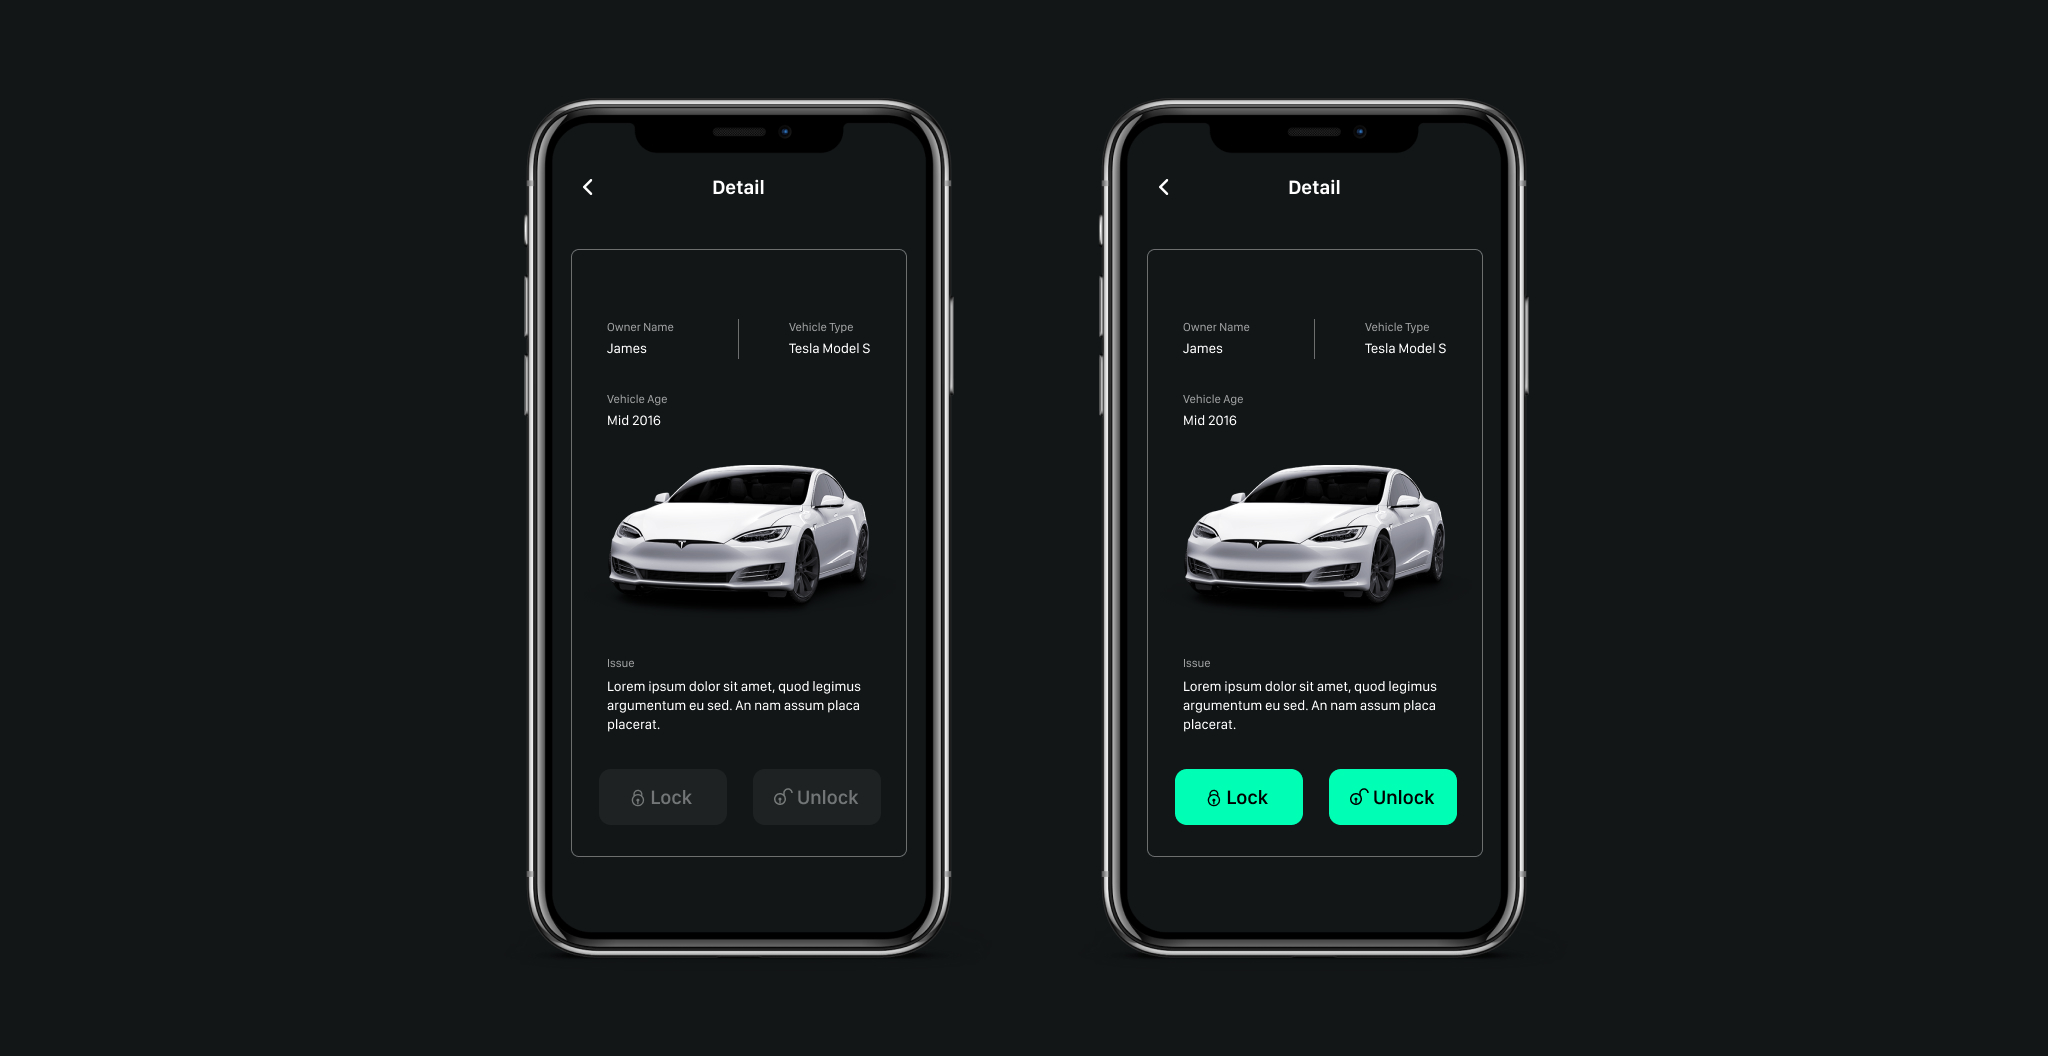 Detail
Owner Name
Vehicle Type
James
Tesla Model S
Vehicle Age
Mid 2016
Issue
Lorem ipsum dolor sit amet, quod legimus
argumentum eu sed. An nam assum placa
placerat.
Lock
Unlock
Detail
Owner Name
Vehicle Type
James
Tesla Model S
Vehicle Age
Mid 2016
Issue
Lorem ipsum dolor sit amet, quod legimus
argumentum eu sed. An nam assum placa
placerat.
Lock
Unlock